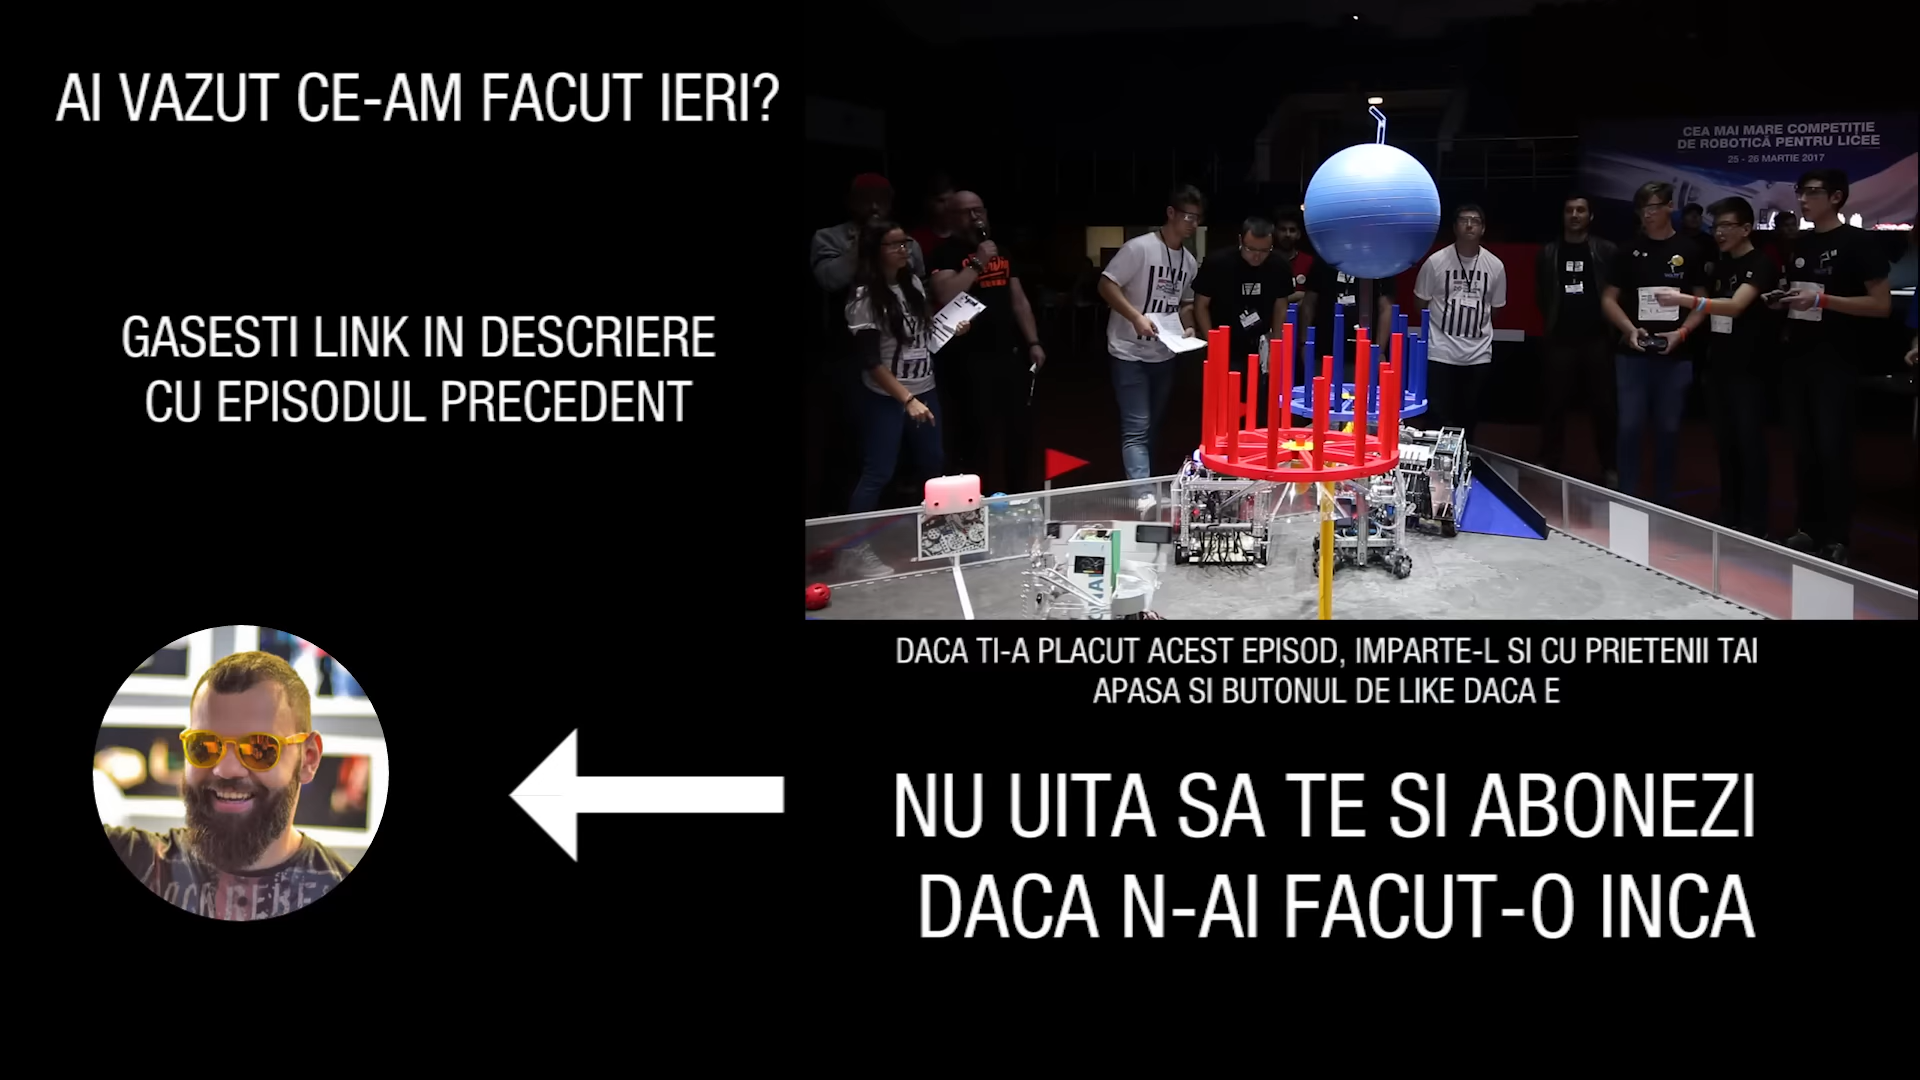 AI VAZUT CE-AM FACUT IERI?
GASESTI LINK IN DESCRIERE
CU EPISODUL PRECEDENT
CEA MAI MARE COMPETIȚIE
DE ROBOTICĂ PENTRU LICEE
25 - 26 MARTIE 2017
DACA TI-A PLACUT ACEST EPISOD, IMPARTE-L SI CU PRIETENII TAI
APASA SI BUTONUL DE LIKE DACA E
NU UITA SA TE SI ABONEZI
DACA N-AI FACUT-O INCA